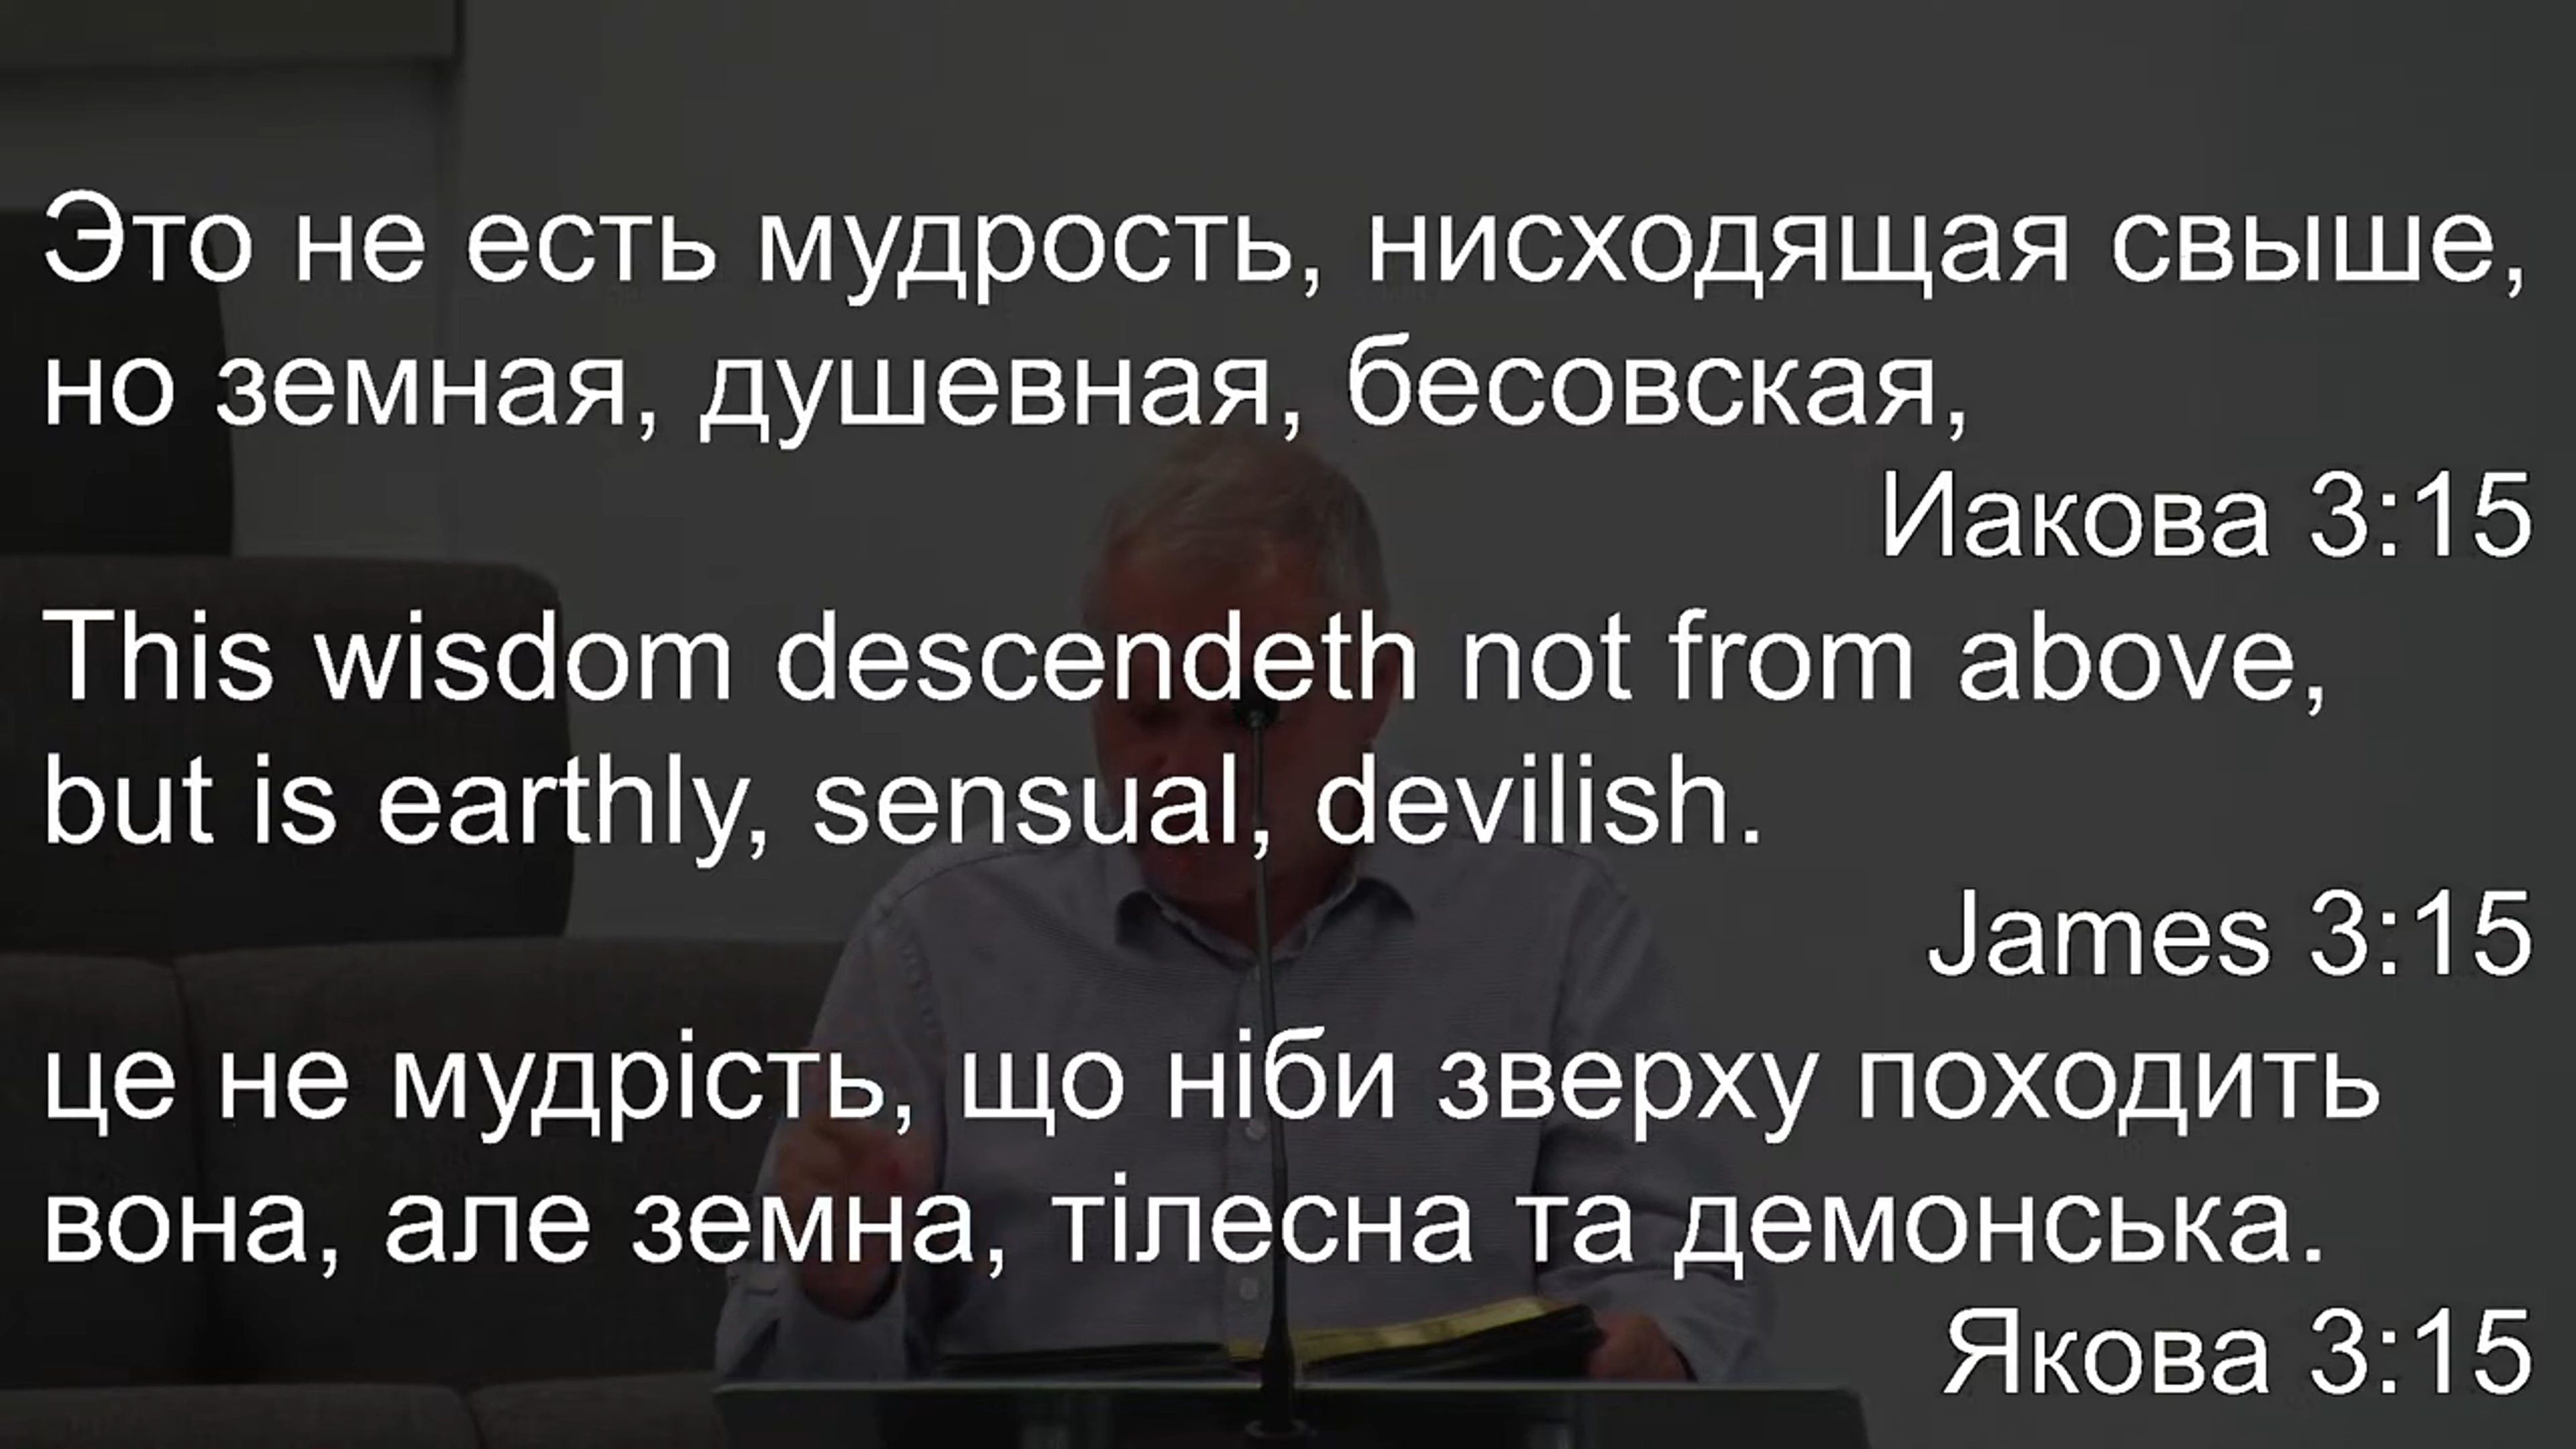 Это не есть мудрость, нисходящая свыше,
но земная, душевная, бесовская,
Иакова 3:15
This wisdom descendeth not from above,
but is earthly, sensual, devilish.
James 3:15
це не мудрість, що ніби зверху походить
вона, але земна, тілесна та демонська.
Якова 3:15